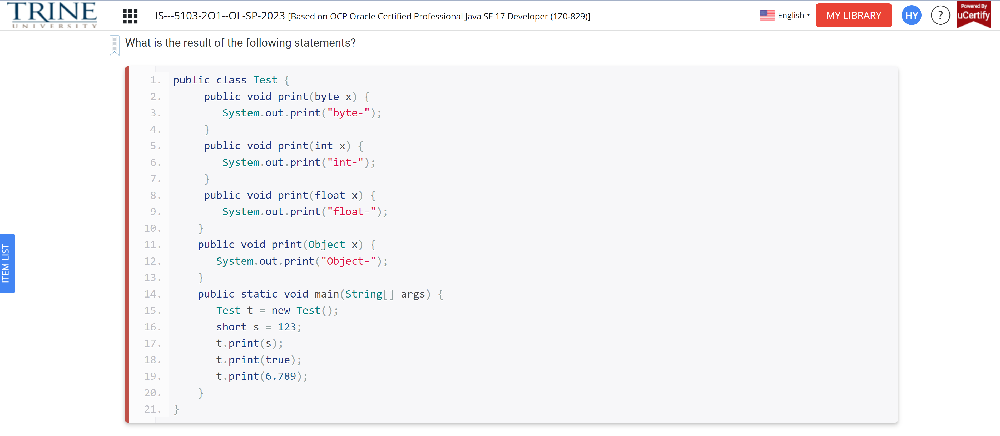 TRINE
UNIVERSITY
IS---5103-2O1--OL-SP-2023 [Based on OCP Oracle Certified Professional Java SE 17 Developer (1Z0-829)]
English
MY LIBRARY
HY
?
Powered By
uCertify
What is the result of the following statements?
1. public class Test {
2. public void print(byte x) {
3. System.out.print("byte-");
4. }
5. public void print(int x) {
6. System.out.print("int-");
7. }
8. public void print(float x) {
9. System.out.print("float-");
10. }
11. public void print(Object x) {
12. System.out.print("Object-");
13. }
14. public static void main(String[] args) {
15. Test t = new Test();
16. short s = 123;
17. t.print(s);
18. t.print(true);
19. t.print(6.789);
20. }
21. }
ITEM LIST